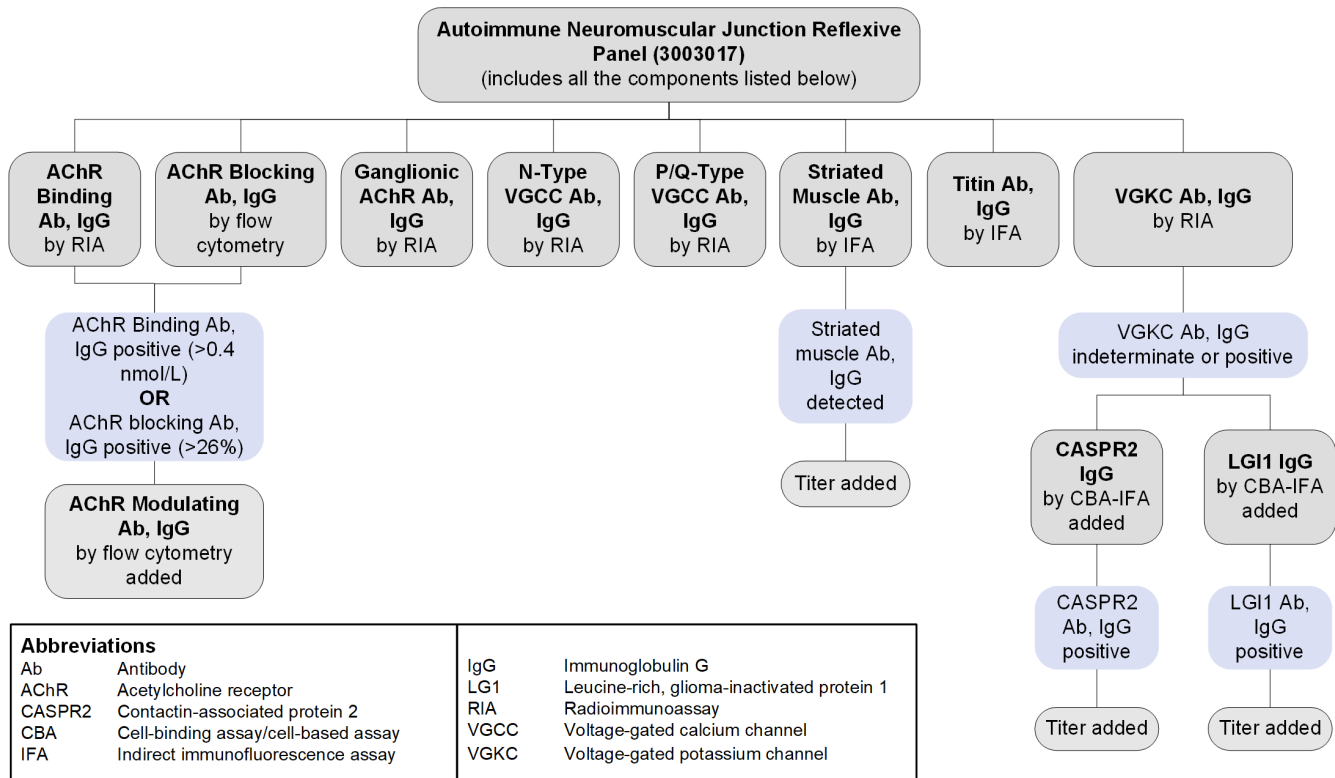 Autoimmune Neuromuscular Junction Reflexive
Panel (3003017)
(includes all the components listed below)
AChR
Binding
Ab, IgG
by RIA
AChR Blocking
Ab, IgG
by flow
cytometry
Ganglionic
AChR Ab,
IgG
by RIA
N-Type
VGCC Ab,
IgG
by RIA
P/Q-Type
VGCC Ab,
IgG
by RIA
Striated
Muscle Ab,
IgG
by IFA
Titin Ab,
IgG
by IFA
VGKC Ab, IgG
by RIA
AChR Binding Ab,
IgG positive (>0.4
nmol/L)
OR
AChR blocking Ab,
IgG positive (>26%)
Striated
muscle Ab,
IgG
detected
VGKC Ab, IgG
indeterminate or positive
AChR Modulating
Ab, IgG
by flow cytometry
added
Titer added
CASPR2
IgG
by CBA-IFA
added
LGI1 IgG
by CBA-IFA
added
CASPR2
Ab, IgG
positive
LGI1 Ab,
IgG
positive
Titer added
Titer added
Abbreviations
Ab Antibody
AChR Acetylcholine receptor
CASPR2 Contactin-associated protein 2
CBA Cell-binding assay/cell-based assay
IFA Indirect immunofluorescence assay
IgG Immunoglobulin G
LG1 Leucine-rich, glioma-inactivated protein 1
RIA Radioimmunoassay
VGCC Voltage-gated calcium channel
VGKC Voltage-gated potassium channel